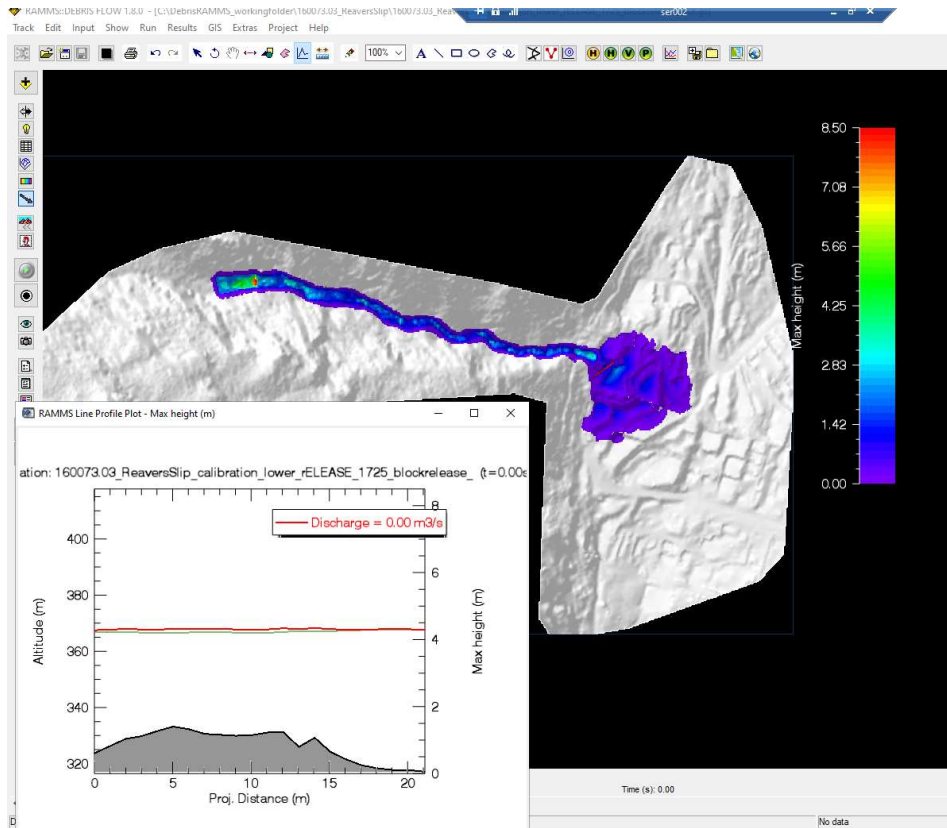 RAMMS::DEBRIS FLOW 1.8.0 - [C:\DebrisRAMMS_workingfolder\160073.03_ReaversSlip\160073.03_Reav
ser002
Track Edit Input Show Run Results GIS Extras Project Help
100%
A
H H V P
8.50
7.08
5.66
4.25
2.83
1.42
0.00
Max height (m)
RAMMS Line Profile Plot - Max height (m)
ation: 160073.03_ReaversSlip_calibration_lower_rELEASE_1725_blockrelease_ (t=0.00s
Discharge = 0.00 m3/s
400
380
360
340
320
Altitude (m)
8
6
4
2
0
Max height (m)
0 5 10 15 20
Proj. Distance (m)
Time (s): 0.00
D
No data